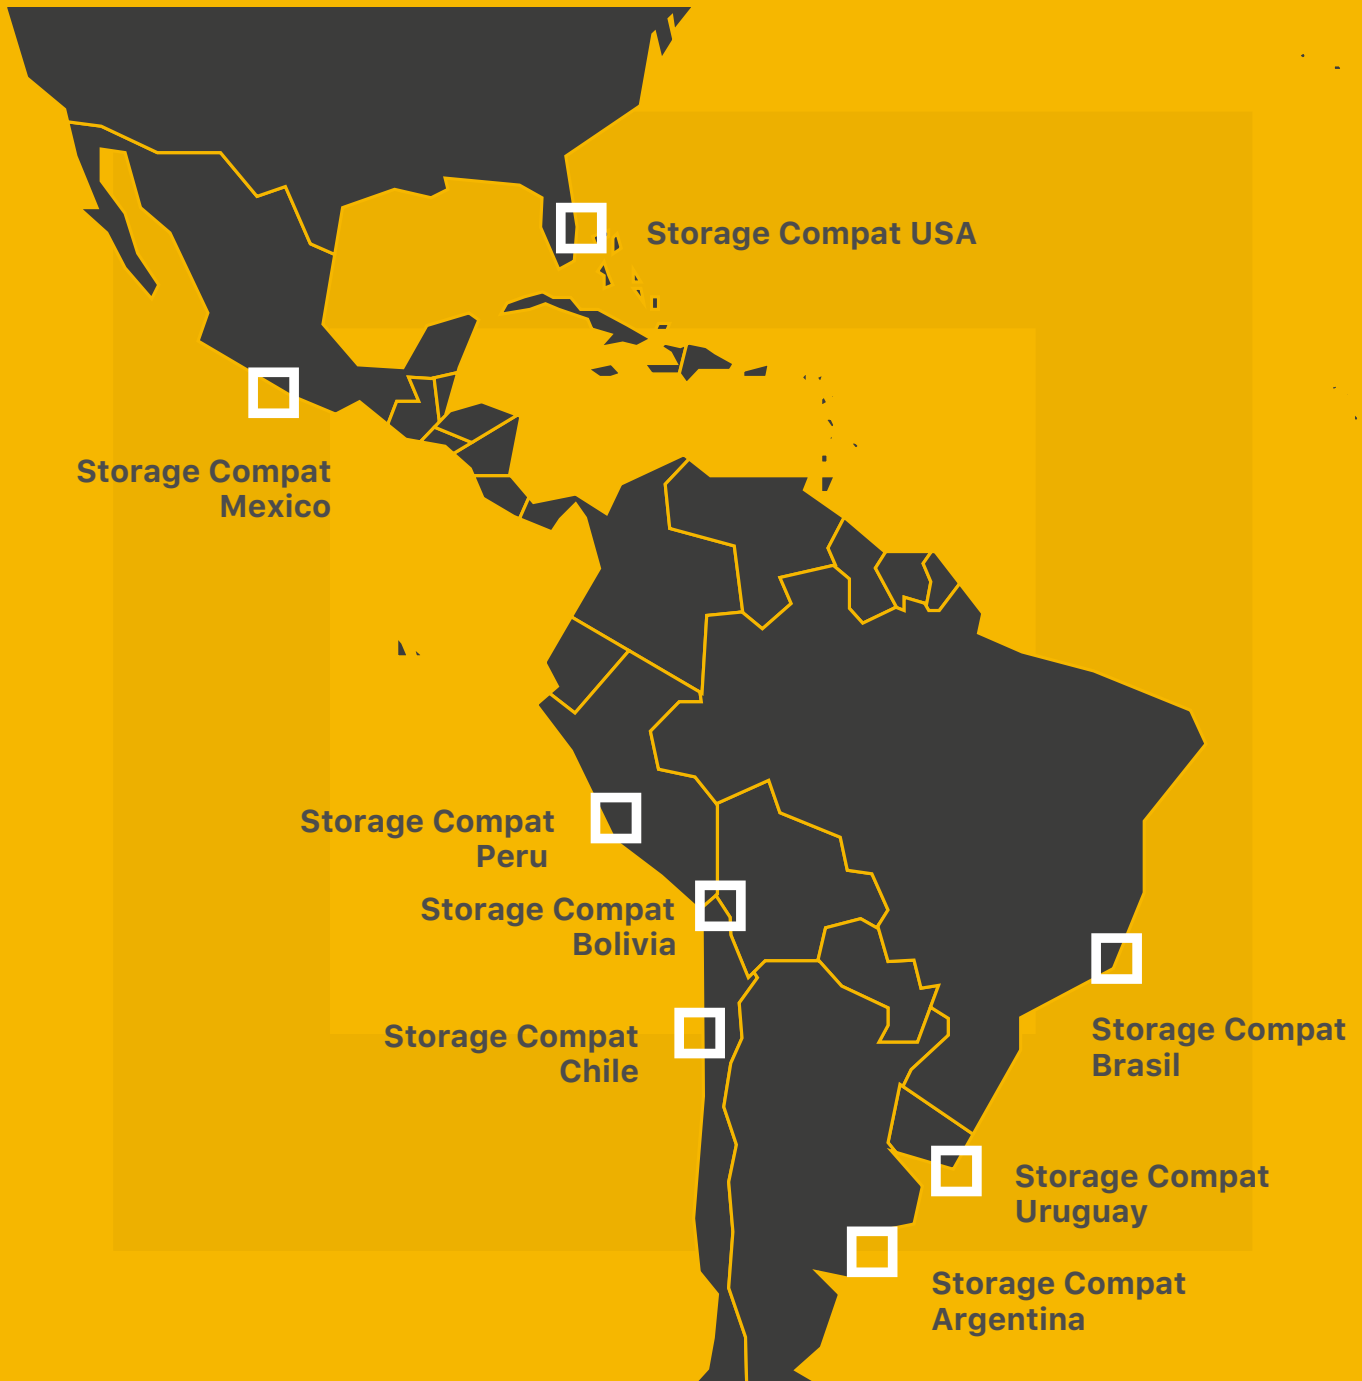 Storage Compat USA
Storage Compat
Mexico
Storage Compat
Peru
Storage Compat
Bolivia
Storage Compat
Chile
Storage Compat
Brasil
Storage Compat
Uruguay
Storage Compat
Argentina